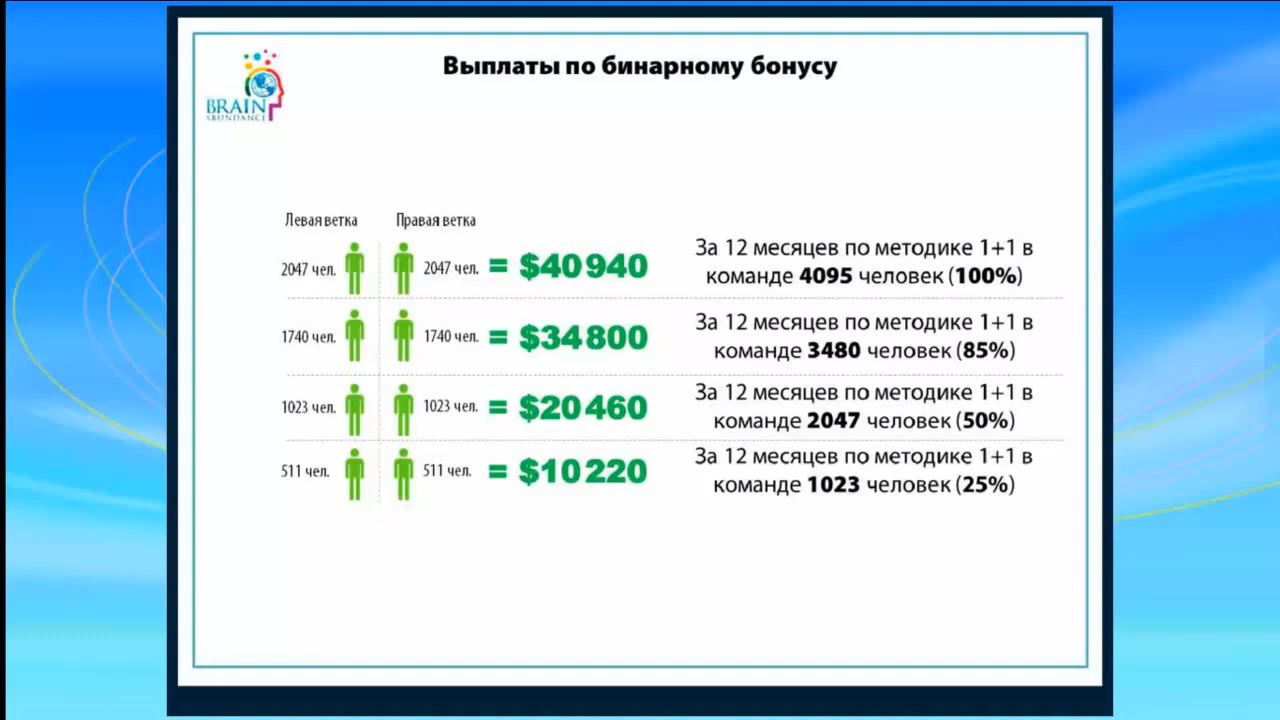 Выплаты по бинарному бонусу
BRAIN
ABUNDANCE
Левая ветка Правая ветка
2047 чел. 2047 чел. = $40 940
За 12 месяцев по методике 1+1 в
команде 4095 человек (100%)
1740 чел. 1740 чел. = $34 800
За 12 месяцев по методике 1+1 в
команде 3480 человек (85%)
1023 чел. 1023 чел. = $20 460
За 12 месяцев по методике 1+1 в
команде 2047 человек (50%)
511 чел. 511 чел. = $10 220
За 12 месяцев по методике 1+1 в
команде 1023 человек (25%)